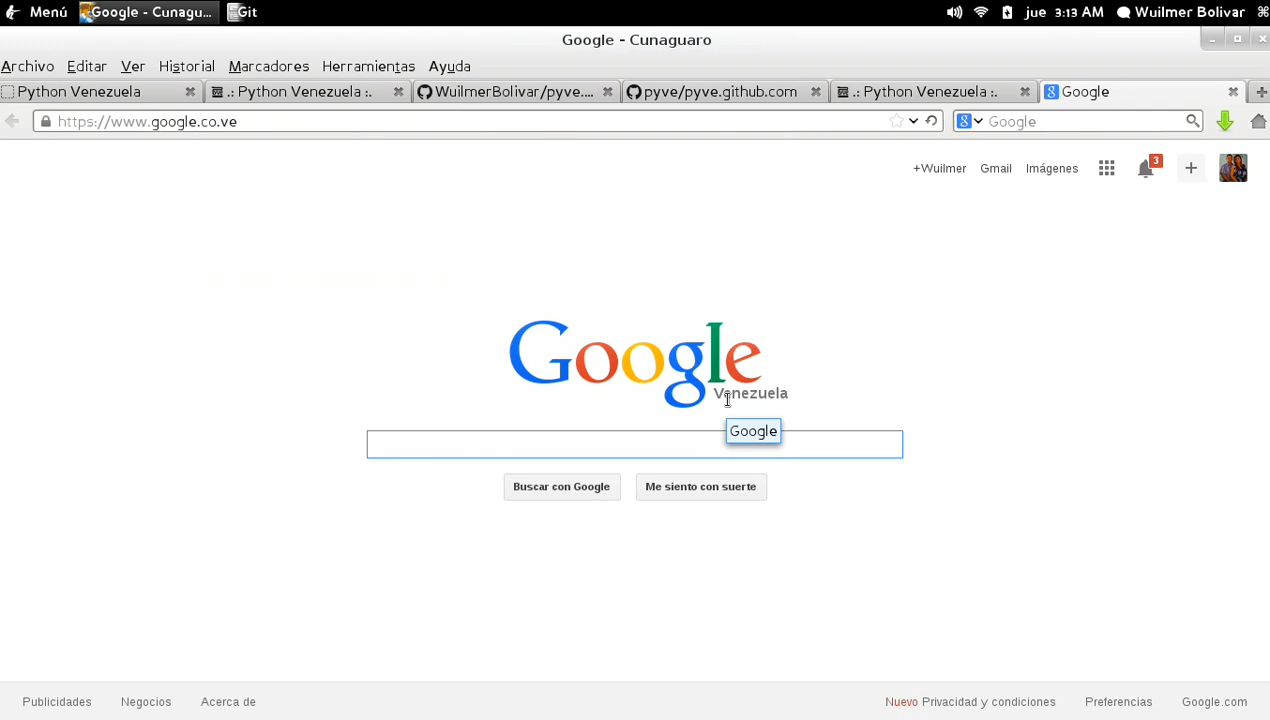 Menú Google - Cunagu... Git jue 3:13 AM Wuilmer Bolivar
Google - Cunaguaro
Archivo Editar Ver Historial Marcadores Herramientas Ayuda
Python Venezuela .: Python Venezuela :. WuilmerBolivar/pyve.... pyve/pyve.github.com .: Python Venezuela :. Google
https://www.google.co.ve Google
+Wuilmer Gmail Imágenes 3
Google
Venezuela
Google
Buscar con Google Me siento con suerte
Publicidades Negocios Acerca de Nuevo Privacidad y condiciones Preferencias Google.com